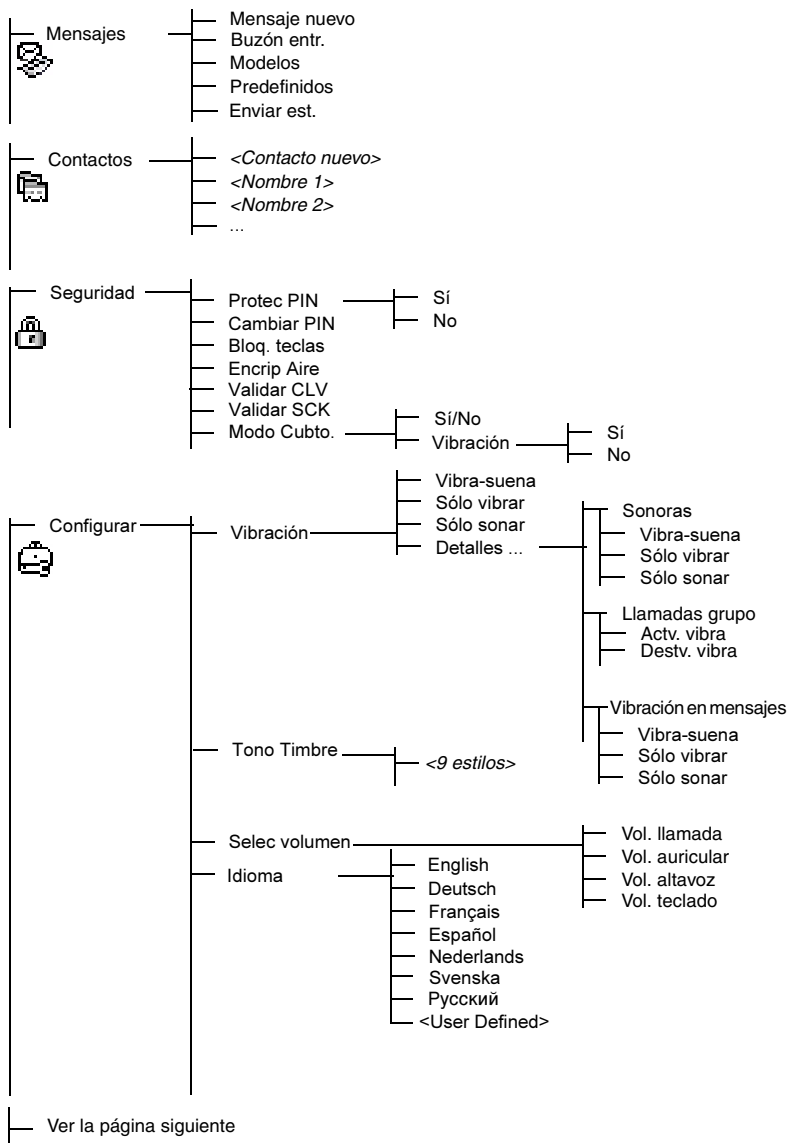 Mensajes
Mensaje nuevo
Buzón entr.
Modelos
Predefinidos
Enviar est.
Contactos
<Contacto nuevo>
<Nombre 1>
<Nombre 2>
...
Seguridad
Protec PIN
Sí
No
Cambiar PIN
Bloq. teclas
Encrip Aire
Validar CLV
Validar SCK
Modo Cubto.
Sí/No
Vibración
Sí
No
Configurar
Vibración
Vibra-suena
Sólo vibrar
Sólo sonar
Detalles ...
Sonoras
Vibra-suena
Sólo vibrar
Sólo sonar
Llamadas grupo
Actv. vibra
Destv. vibra
Vibración en mensajes
Vibra-suena
Sólo vibrar
Sólo sonar
Tono Timbre
<9 estilos>
Selec volumen
Vol. llamada
Vol. auricular
Vol. altavoz
Vol. teclado
Idioma
English
Deutsch
Français
Español
Nederlands
Svenska
Русский
<User Defined>
Ver la página siguiente